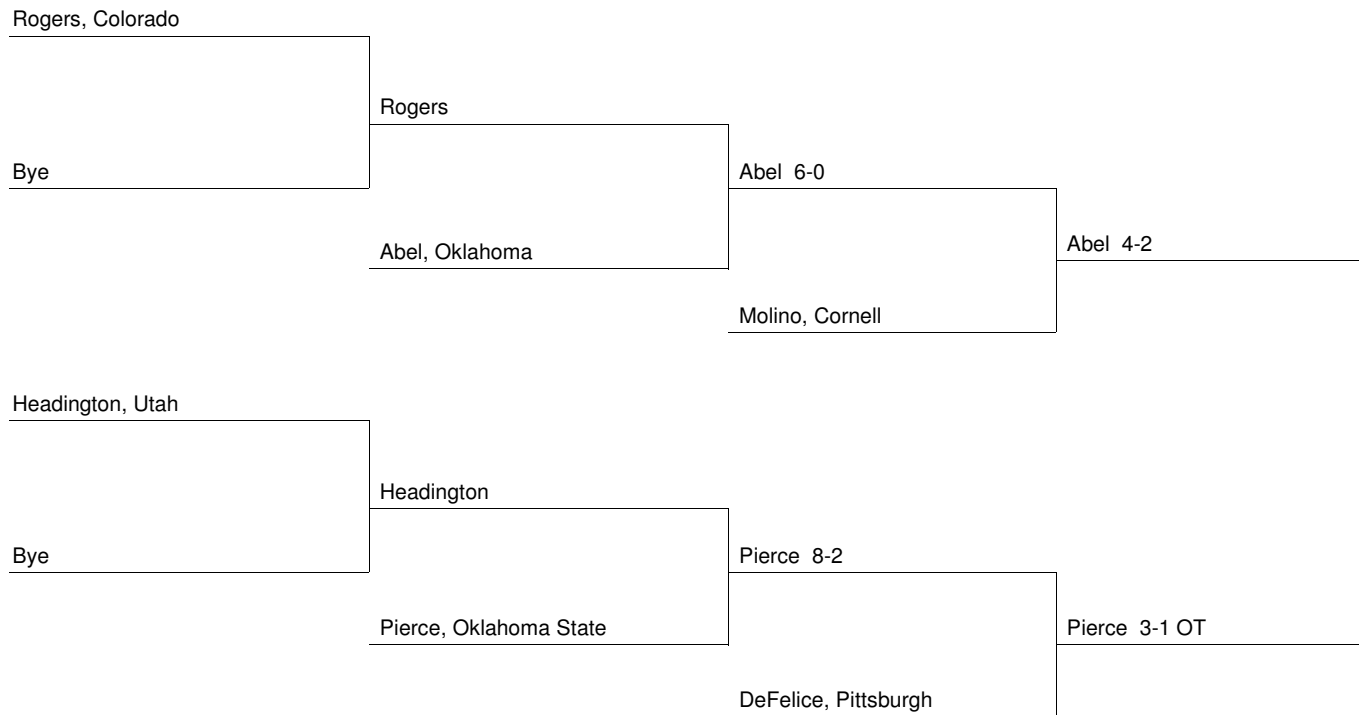 Rogers, Colorado
Rogers
Bye
Abel  6-0
Abel, Oklahoma
Abel  4-2
Molino, Cornell
Headington, Utah
Headington
Bye
Pierce  8-2
Pierce, Oklahoma State
Pierce  3-1 OT
DeFelice, Pittsburgh